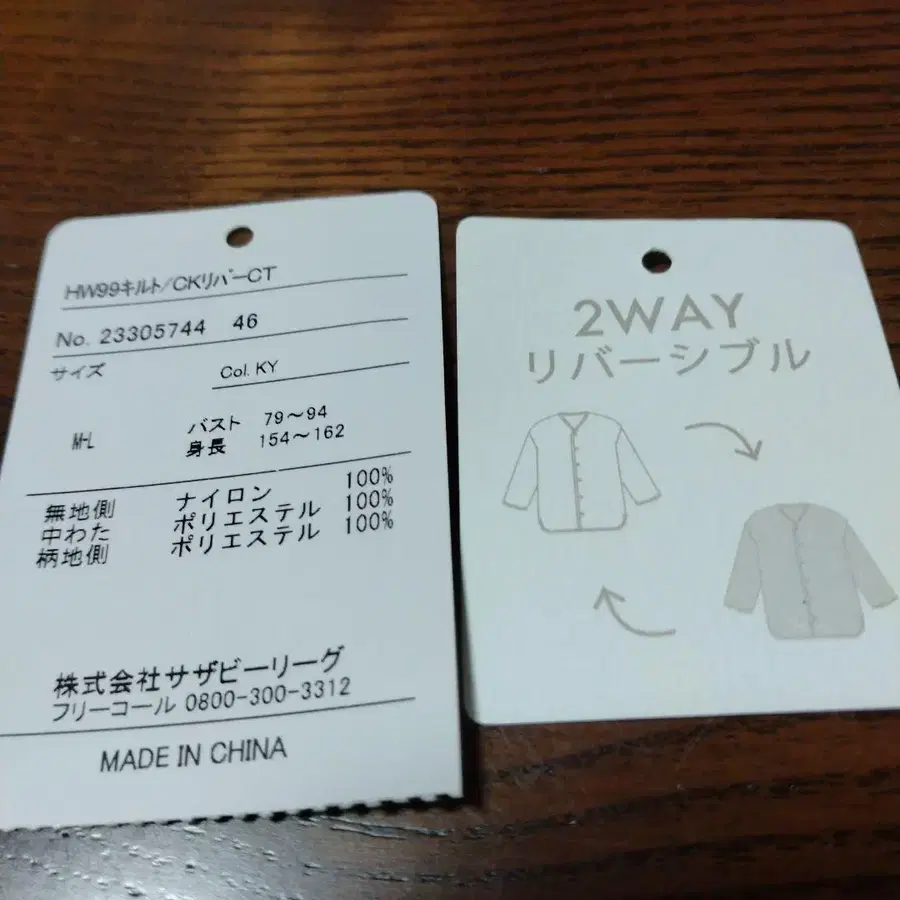 HW99キルト/CKリバーCT
No. 23305744 46
サイズ Col. KY
M-L バスト 79～94
身長 154～162
無地側 ナイロン 100%
中わた ポリエステル 100%
柄地側 ポリエステル 100%
株式会社サザビーリーグ
フリーコール 0800-300-3312
MADE IN CHINA
2WAY
リバーシブル